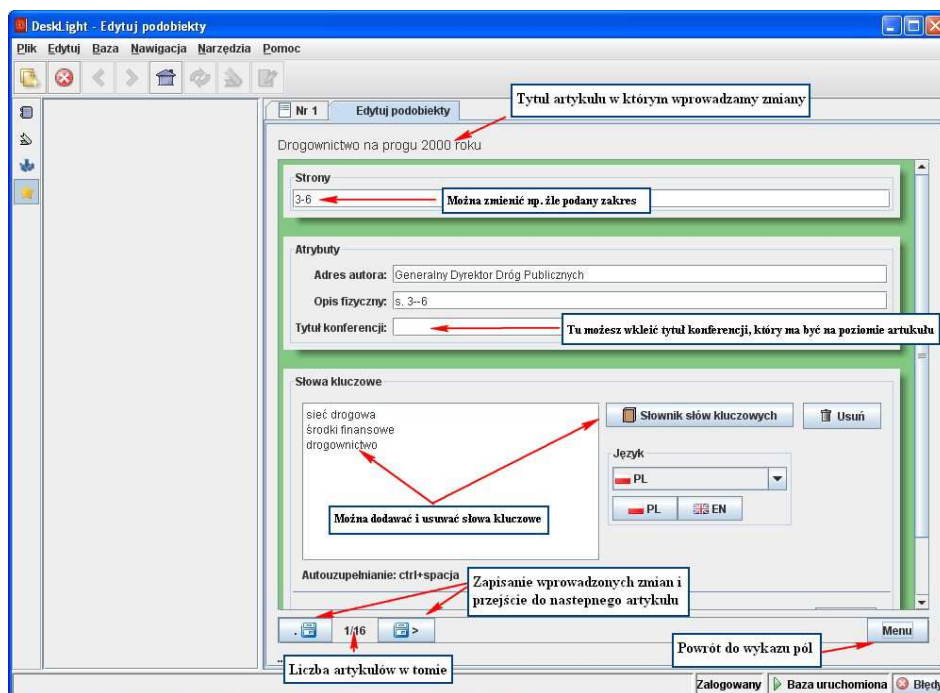 DeskLight - Edytuj podobiekty
Plik Edytuj Baza Nawigacja Narzędzia Pomoc
Nr 1 Edytuj podobiekty
Tytuł artykułu w którym wprowadzamy zmiany
Drogownictwo na progu 2000 roku
Strony
3-6
Można zmienić np. źle podany zakres
Atrybuty
Adres autora: Generalny Dyrektor Dróg Publicznych
Opis fizyczny: s. 3--6
Tytuł konferencji:
Tu możesz wkleić tytuł konferencji, który ma być na poziomie artukułu
Słowa kluczowe
sieć drogowa
środki finansowe
drogownictwo
Słownik słów kluczowych Usuń
Język
PL
PL EN
Można dodawać i usuwać słowa kluczowe
Autouzupełnianie: ctrl+spacja
Zapisanie wprowadzonych zmian i
przejście do nastepnego artykułu
. 1/16 >
Menu
Powrót do wykazu pól
Liczba artykułów w tomie
Zalogowany Baza uruchomiona Błędy